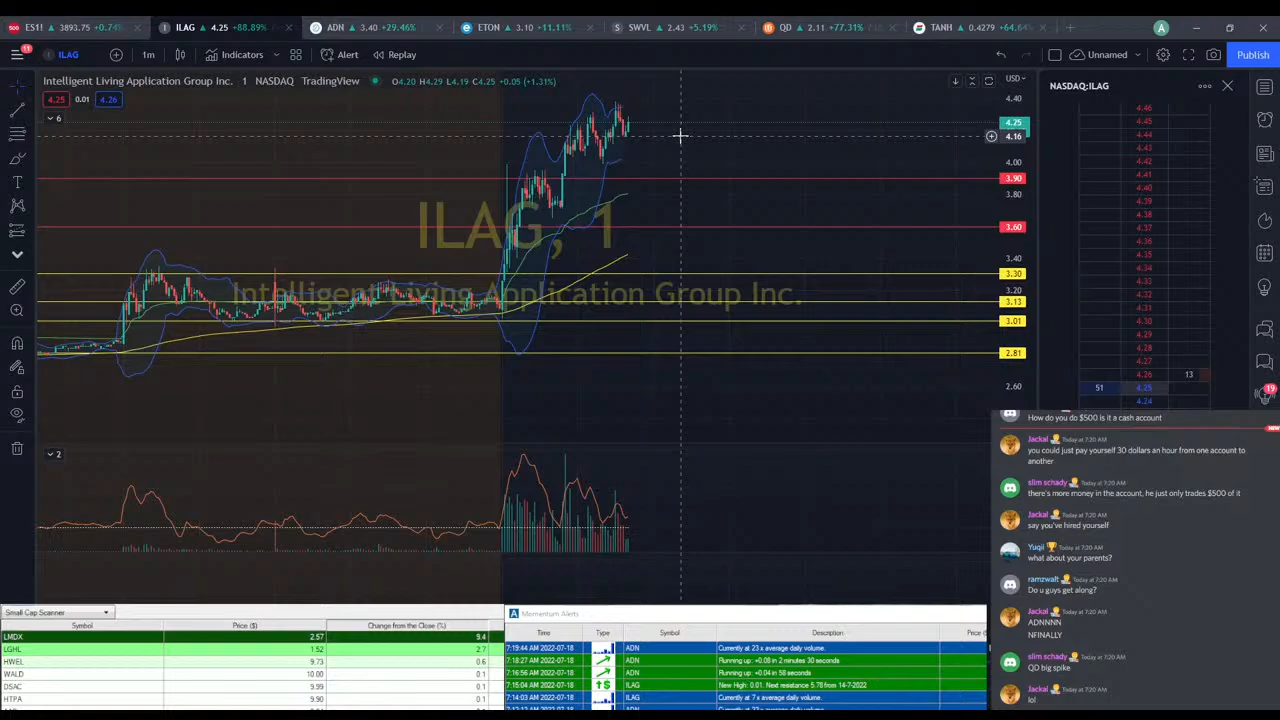 ES1! 3893.75 +0.74%
ILAG 4.25 +88.89%
ADN 3.40 +29.46%
ETON 3.10 +11.11%
SWVL 2.43 +5.19%
QD 2.11 +77.31%
TANH 0.4279 +64.64%
A
11
ILAG
1m
Indicators
Alert
Replay
Unnamed
Publish
Intelligent Living Application Group Inc. 1 NASDAQ TradingView
O4.20 H4.29 L4.19 C4.25 +0.05 (+1.31%)
4.25 0.01 4.26
6
ILAG, 1
Intelligent Living Application Group Inc.
2
USD
4.40
4.25
4.16
4.00
3.90
3.80
3.60
3.40
3.30
3.20
3.13
3.01
2.81
2.60
NASDAQ:ILAG
4.46
4.45
4.44
4.43
4.42
4.41
4.40
4.39
4.38
4.37
4.36
4.35
4.34
4.33
4.32
4.31
4.30
4.29
4.28
4.27
4.26 13
51 4.25
4.24
19
How do you do $500 is it a cash account
NEW
Jackal Today at 7:20 AM
you could just pay yourself 30 dollars an hour from one account to
another
slim schady Today at 7:20 AM
there's more money in the account, he just only trades $500 of it
Jackal Today at 7:20 AM
say you've hired yourself
Yuqii Today at 7:20 AM
what about your parents?
ramzwalt Today at 7:20 AM
Do u guys get along?
Jackal Today at 7:20 AM
ADNNNN
NFINALLY
slim schady Today at 7:20 AM
QD big spike
Jackal Today at 7:20 AM
lol
Small Cap Scanner
Symbol Price ($) Change from the Close (%)
LMDX 2.57 9.4
LGHL 1.52 2.7
HWEL 9.73 0.6
WALD 10.00 0.1
DSAC 9.99 0.1
HTPA 9.90 0.1
A Momentum Alerts
Time Type Symbol Description Price ($
7:19:44 AM 2022-07-18 ADN Currently at 23 x average daily volume.
7:18:27 AM 2022-07-18 ADN Running up: +0.08 in 2 minutes 30 seconds
7:16:56 AM 2022-07-18 ADN Running up: +0.04 in 58 seconds
7:15:04 AM 2022-07-18 ILAG New High: 0.01. Next resistance 5.78 from 14-7-2022
7:14:03 AM 2022-07-18 ILAG Currently at 7 x average daily volume.